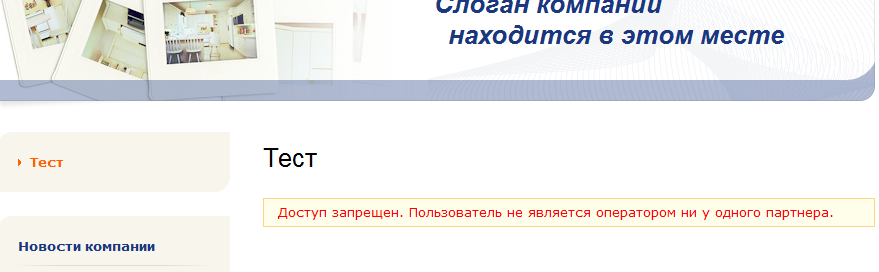 Слоган компании
находится в этом месте
Тест
Тест
Доступ запрещен. Пользователь не является оператором ни у одного партнера.
Новости компании